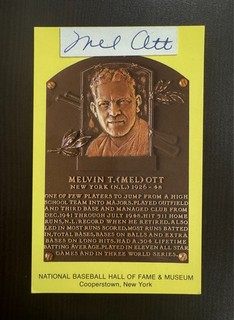 Mel Ott
MELVIN T. (MEL) OTT
NEW YORK (N.L.) 1926 - 48
ONE OF FEW PLAYERS TO JUMP FROM A HIGH
SCHOOL TEAM INTO MAJORS. PLAYED OUTFIELD
AND THIRD BASE AND MANAGED CLUB FROM
DEC. 1941 THROUGH JULY 1948. HIT 511 HOME
RUNS, N.L. RECORD WHEN HE RETIRED. ALSO
LED IN MOST RUNS SCORED, MOST RUNS BATTED
IN, TOTAL BASES, BASES ON BALLS AND EXTRA
BASES ON LONG HITS. HAD A .304 LIFETIME
BATTING AVERAGE. PLAYED IN ELEVEN ALL STAR
GAMES AND IN THREE WORLD SERIES.
NATIONAL BASEBALL HALL OF FAME & MUSEUM
Cooperstown, New York